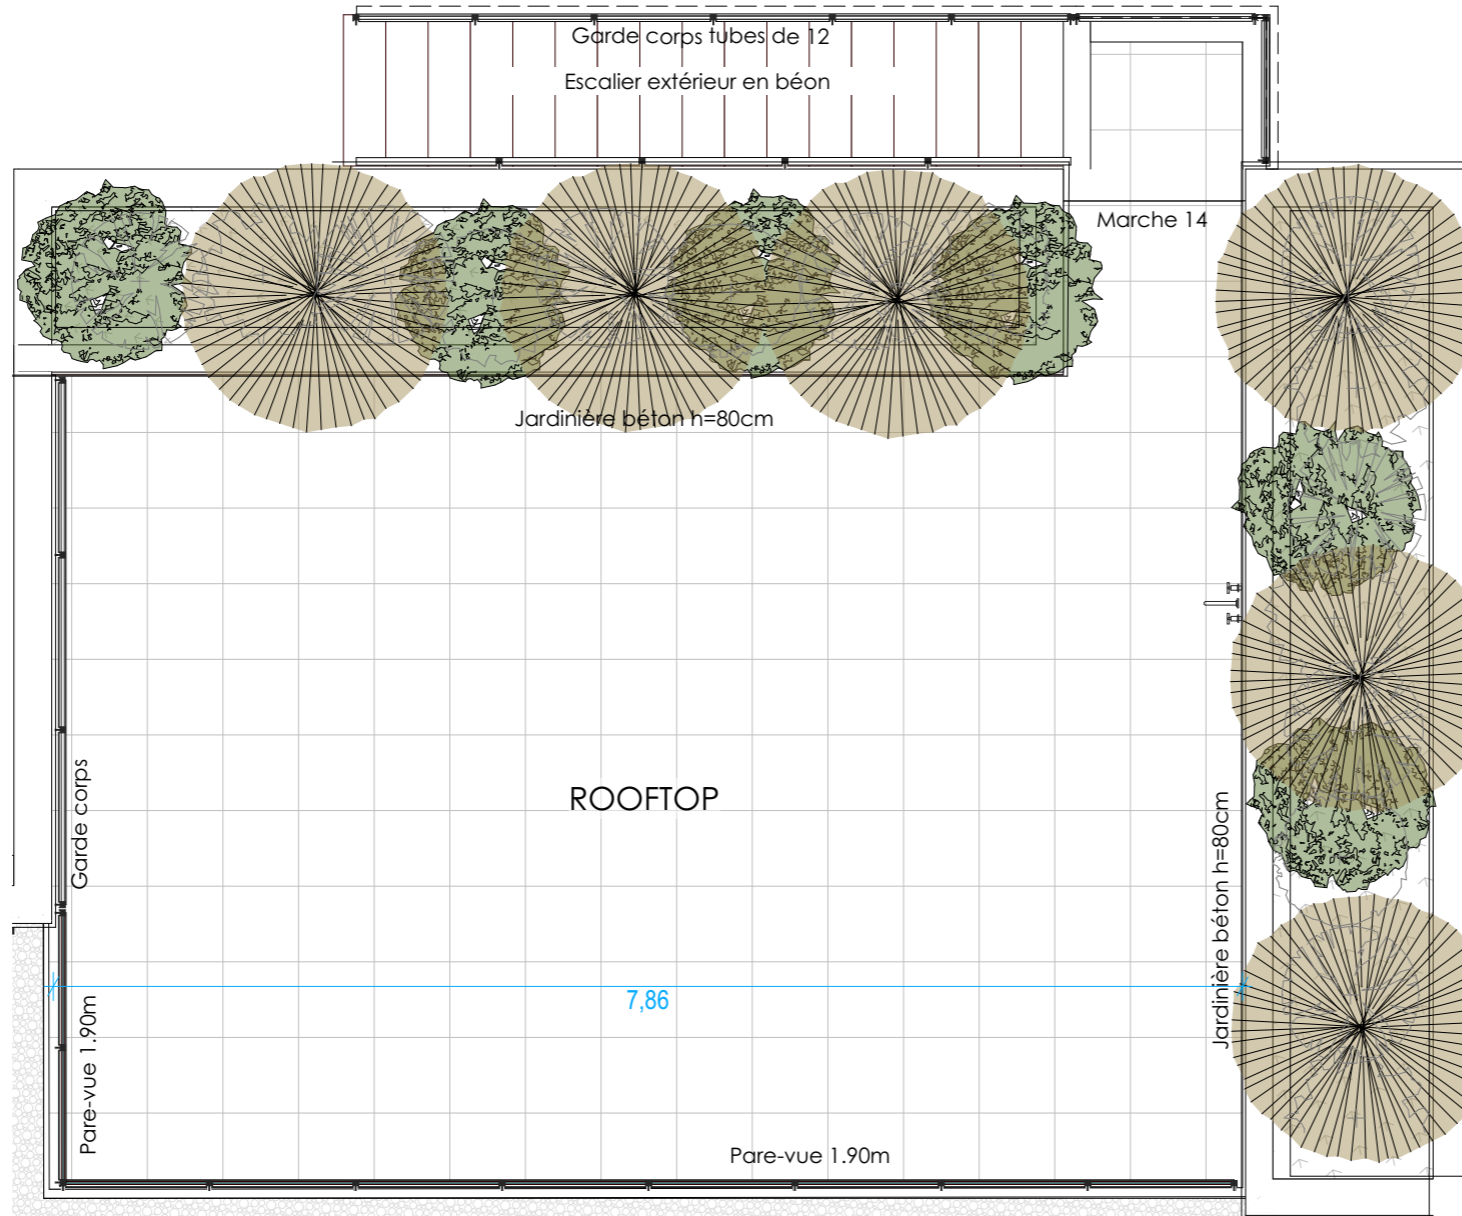 Garde corps tubes de 12
Escalier extérieur en béon
Marche 14
Jardinière béton h=80cm
Garde corps
ROOFTOP
Jardinière béton h=80cm
7,86
Pare-vue 1.90m
Pare-vue 1.90m